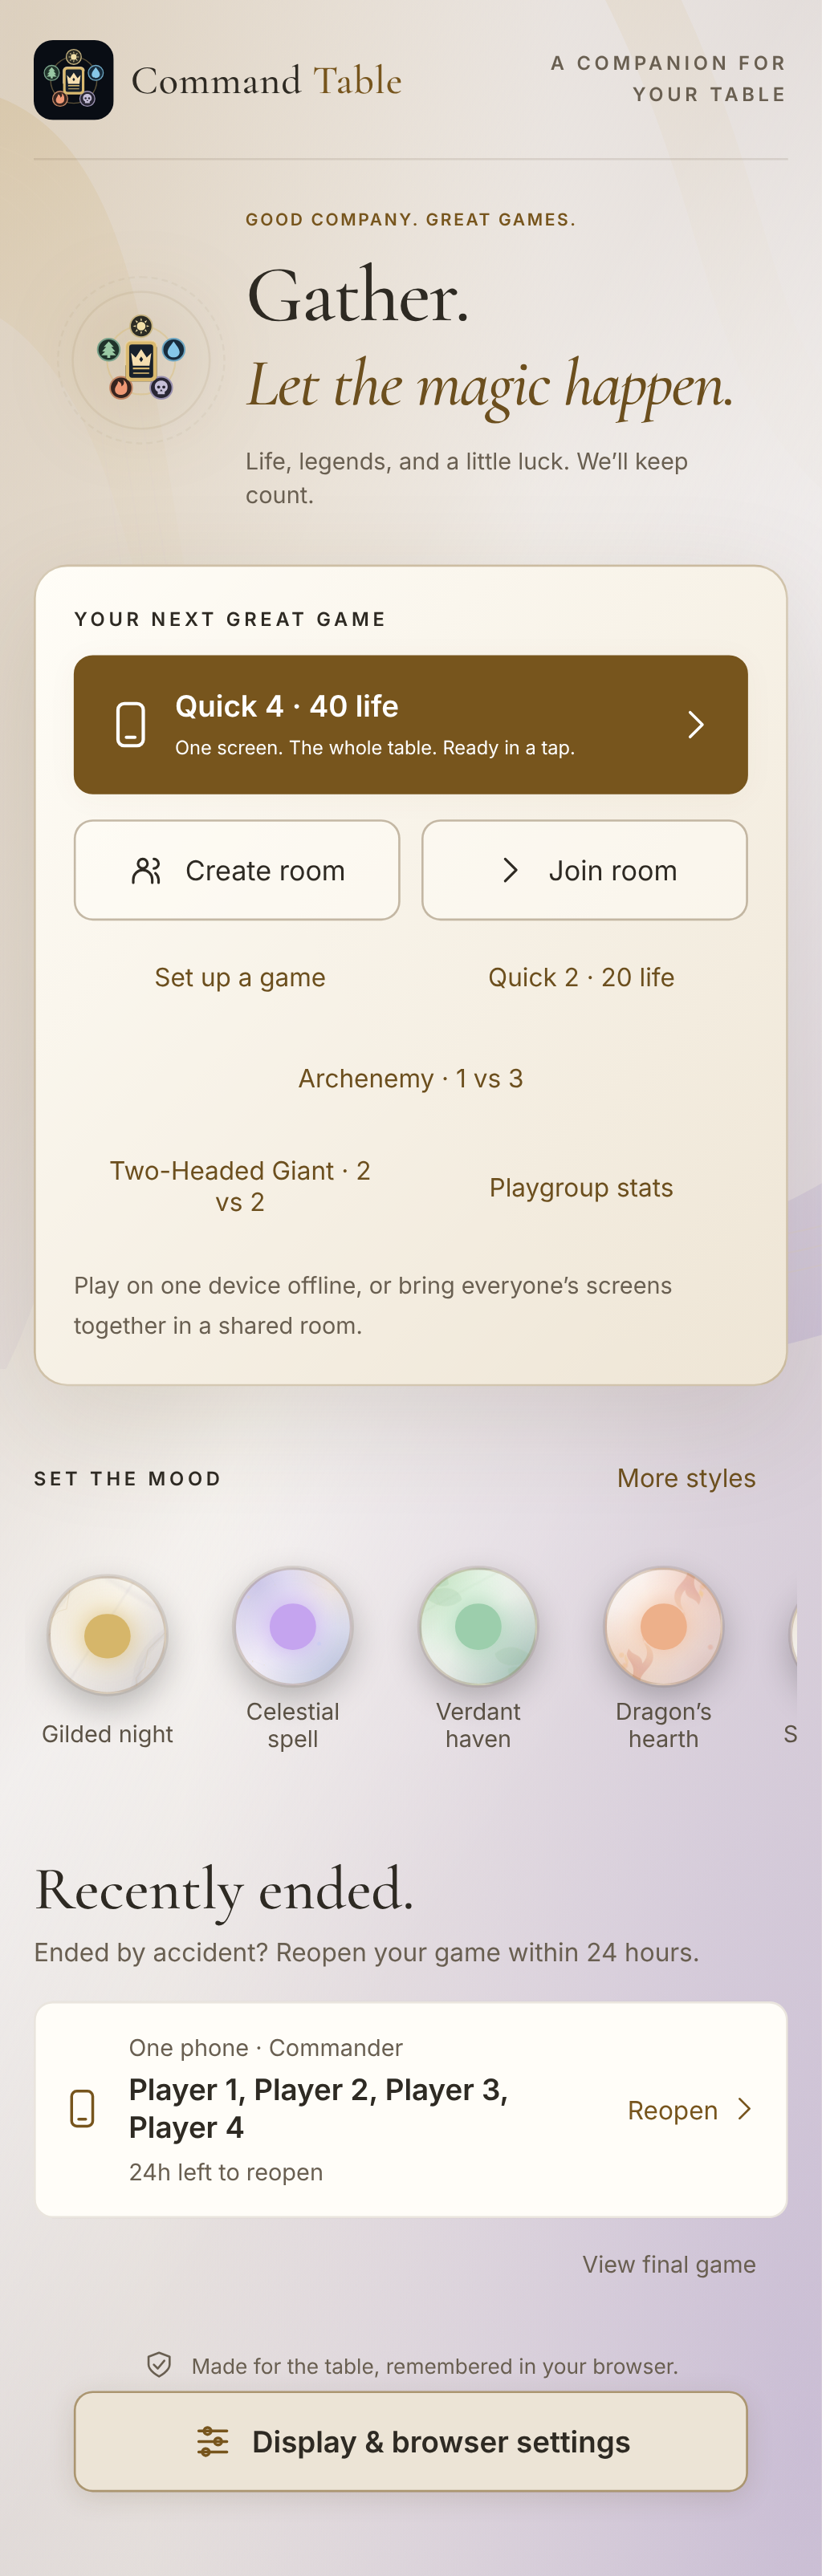 Command Table
A COMPANION FOR
YOUR TABLE
GOOD COMPANY. GREAT GAMES.
Gather.
Let the magic happen.
Life, legends, and a little luck. We’ll keep
count.
YOUR NEXT GREAT GAME
Quick 4 · 40 life
One screen. The whole table. Ready in a tap.
Create room
Join room
Set up a game
Quick 2 · 20 life
Archenemy · 1 vs 3
Two-Headed Giant · 2
vs 2
Playgroup stats
Play on one device offline, or bring everyone’s screens
together in a shared room.
SET THE MOOD
More styles
Gilded night
Celestial
spell
Verdant
haven
Dragon’s
hearth
Recently ended.
Ended by accident? Reopen your game within 24 hours.
One phone · Commander
Player 1, Player 2, Player 3,
Player 4
24h left to reopen
Reopen
View final game
Made for the table, remembered in your browser.
Display & browser settings